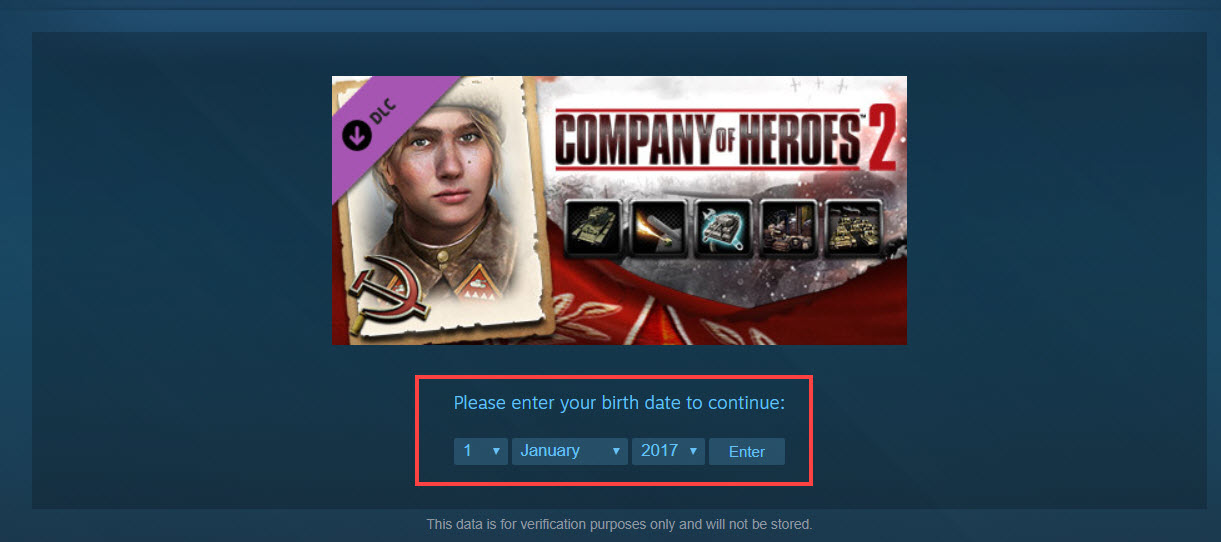 DLC
COMPANY OF HEROES™ 2
Please enter your birth date to continue:
1 January 2017 Enter
This data is for verification purposes only and will not be stored.